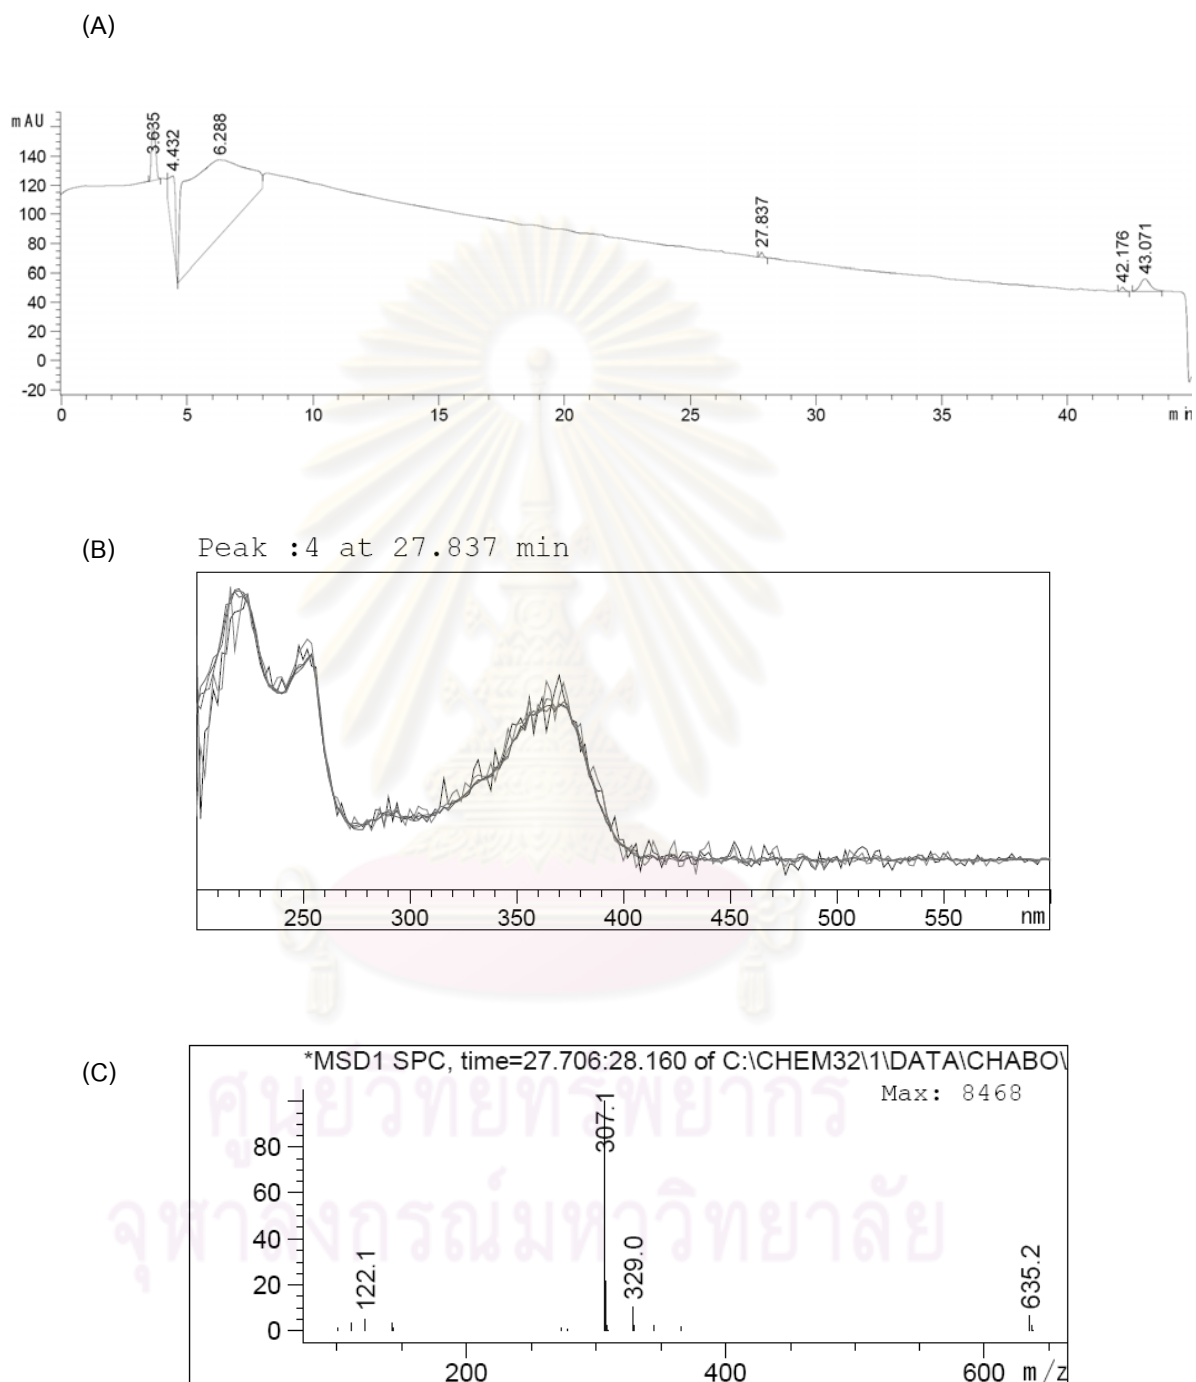 (A)
mAU
3.635
4.432
6.288
27.837
42.176
43.071
140
120
100
80
60
40
20
0
-20
0 5 10 15 20 25 30 35 40 min
(B)
Peak :4 at 27.837 min
250 300 350 400 450 500 550 nm
(C)
*MSD1 SPC, time=27.706:28.160 of C:\CHEM32\1\DATA\CHABO\
Max: 8468
307.1
80
60
40
20
0
122.1
329.0
635.2
200 400 600 m/z
ศูนย์วิทยทรัพยากร
จุฬาลงกรณ์มหาวิทยาลัย